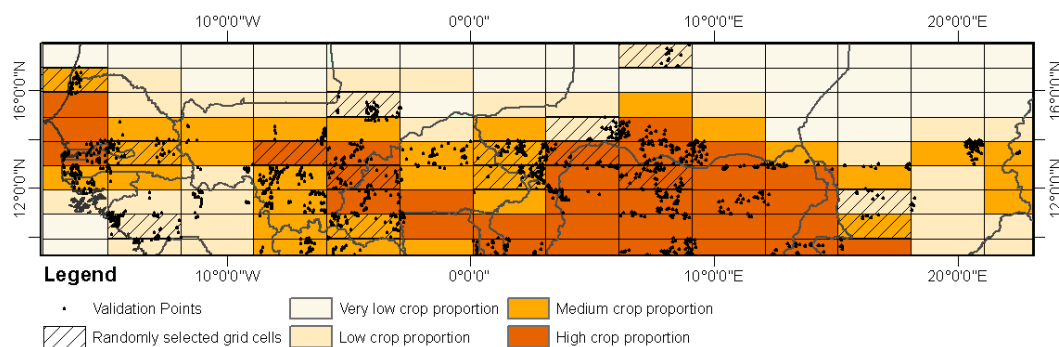 10°0'0"W 0°0'0" 10°0'0"E 20°0'0"E
16°0'0"N 16°0'0"N
12°0'0"N 12°0'0"N
10°0'0"W 0°0'0" 10°0'0"E 20°0'0"E
Legend
Validation Points Very low crop proportion Medium crop proportion
Randomly selected grid cells Low crop proportion High crop proportion